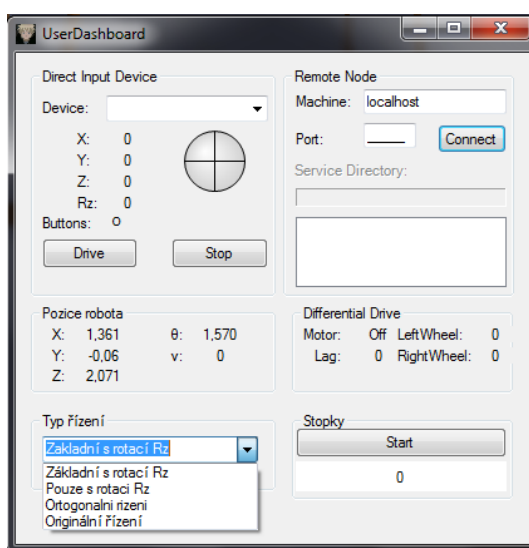 UserDashboard
Direct Input Device
Device:
X: 0
Y: 0
Z: 0
Rz: 0
Buttons: O
Drive Stop
Remote Node
Machine: localhost
Port: _____ Connect
Service Directory:
Pozice robota
X: 1,361 θ: 1,570
Y: -0,06 v: 0
Z: 2,071
Differential Drive
Motor: Off LeftWheel: 0
Lag: 0 RightWheel: 0
Typ řízení
Zakladní s rotací Rz
Základní s rotací Rz
Pouze s rotaci Rz
Ortogonalni rizeni
Originální řízení
Stopky
Start
0